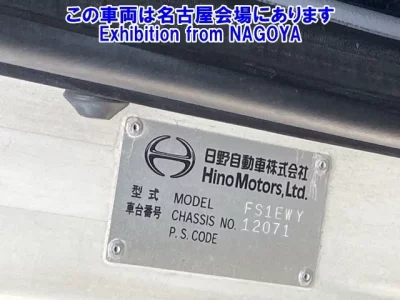 この車両は名古屋会場にあります
Exhibition from NAGOYA
日野自動車株式会社
Hino Motors, Ltd.
型式 MODEL FS1EWY
車台番号 CHASSIS NO. 12071
P.S. CODE